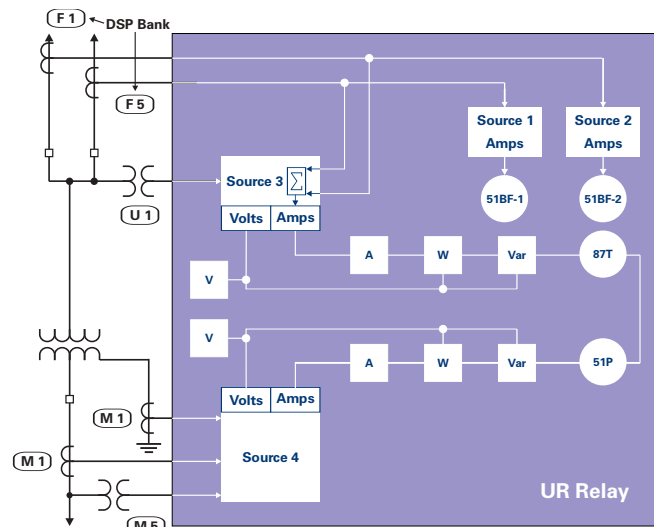 F 1
DSP Bank
F 5
Source 1
Amps
Source 2
Amps
Source 3
Σ
51BF-1
51BF-2
U 1
Volts
Amps
V
A
W
Var
87T
V
A
W
Var
51P
Volts
Amps
M 1
Source 4
M 1
M 5
UR Relay